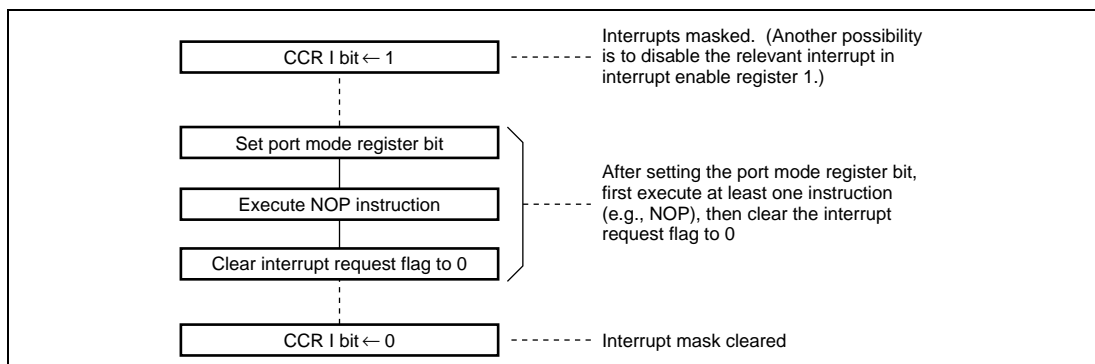 CCR I bit ← 1
Interrupts masked. (Another possibility
is to disable the relevant interrupt in
interrupt enable register 1.)
Set port mode register bit
Execute NOP instruction
Clear interrupt request flag to 0
After setting the port mode register bit,
first execute at least one instruction
(e.g., NOP), then clear the interrupt
request flag to 0
CCR I bit ← 0
Interrupt mask cleared